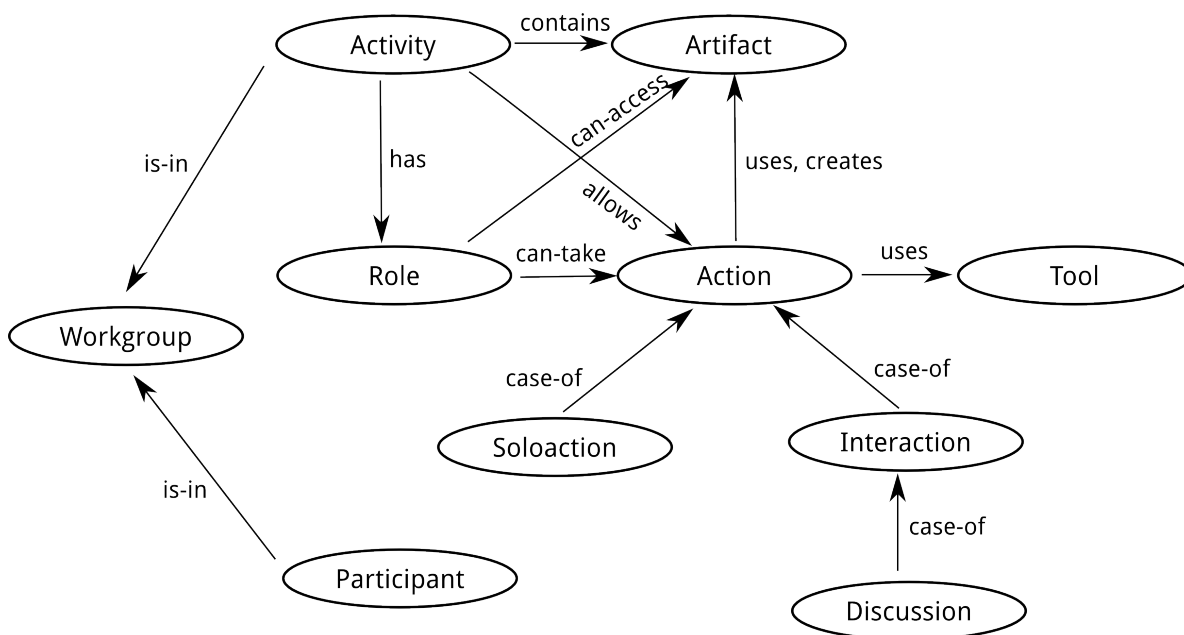 contains
Activity
Artifact
can-access
is-in
has
uses, creates
allows
can-take
uses
Role
Action
Tool
Workgroup
case-of
case-of
Soloaction
Interaction
is-in
case-of
Participant
Discussion